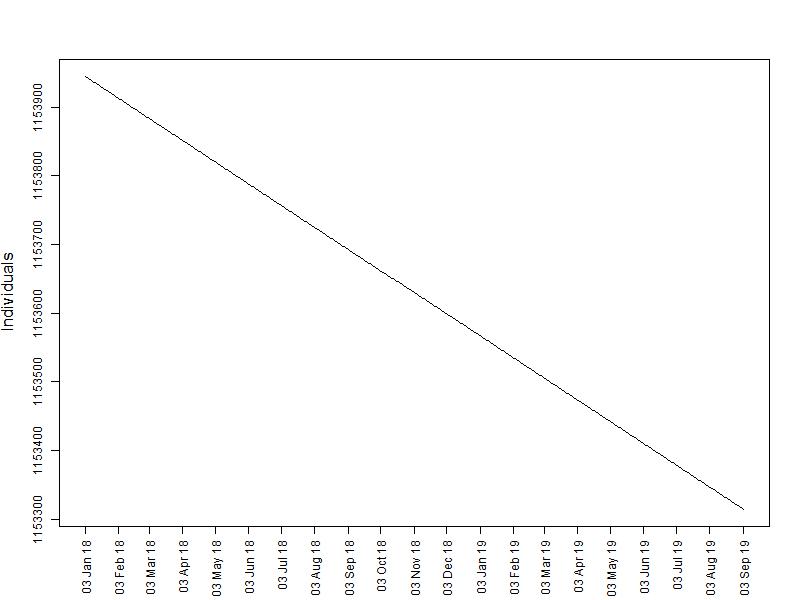 Individuals
1153900
1153800
1153700
1153600
1153500
1153400
1153300
03 Jan 18
03 Feb 18
03 Mar 18
03 Apr 18
03 May 18
03 Jun 18
03 Jul 18
03 Aug 18
03 Sep 18
03 Oct 18
03 Nov 18
03 Dec 18
03 Jan 19
03 Feb 19
03 Mar 19
03 Apr 19
03 May 19
03 Jun 19
03 Jul 19
03 Aug 19
03 Sep 19